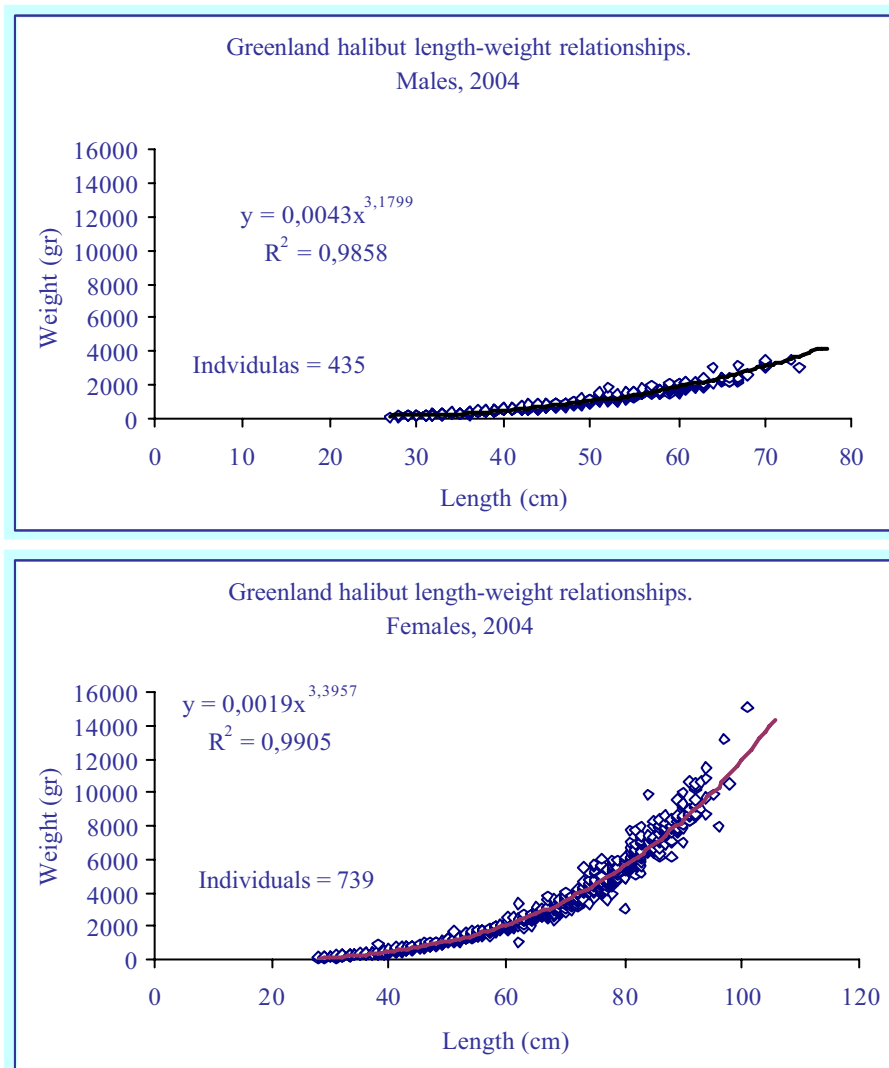 Greenland halibut length-weight relationships.
Males, 2004
16000
14000
12000
10000
8000
6000
4000
2000
0
Weight (gr)
y = 0,0043x^3,1799
R^2 = 0,9858
Indvidulas = 435
0 10 20 30 40 50 60 70 80
Length (cm)
Greenland halibut length-weight relationships.
Females, 2004
16000
14000
12000
10000
8000
6000
4000
2000
0
Weight (gr)
y = 0,0019x^3,3957
R^2 = 0,9905
Individuals = 739
0 20 40 60 80 100 120
Length (cm)